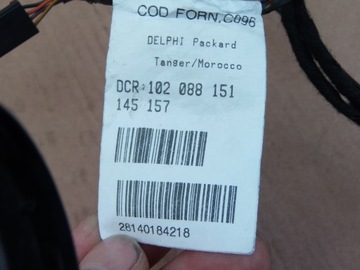 COD FORN.C096
DELPHI Packard
Tanger/Morocco
DCR:102 088 151
145 157
28140184218